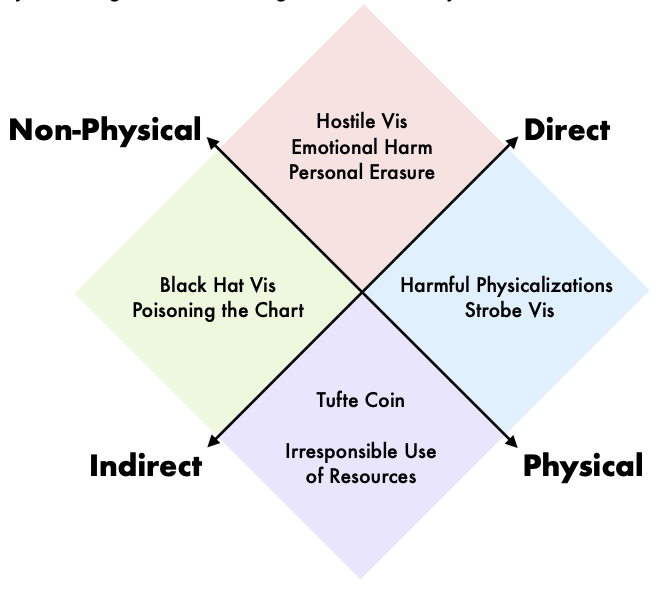 Non-Physical
Direct
Hostile Vis
Emotional Harm
Personal Erasure
Black Hat Vis
Poisoning the Chart
Harmful Physicalizations
Strobe Vis
Tufte Coin
Irresponsible Use
of Resources
Indirect
Physical